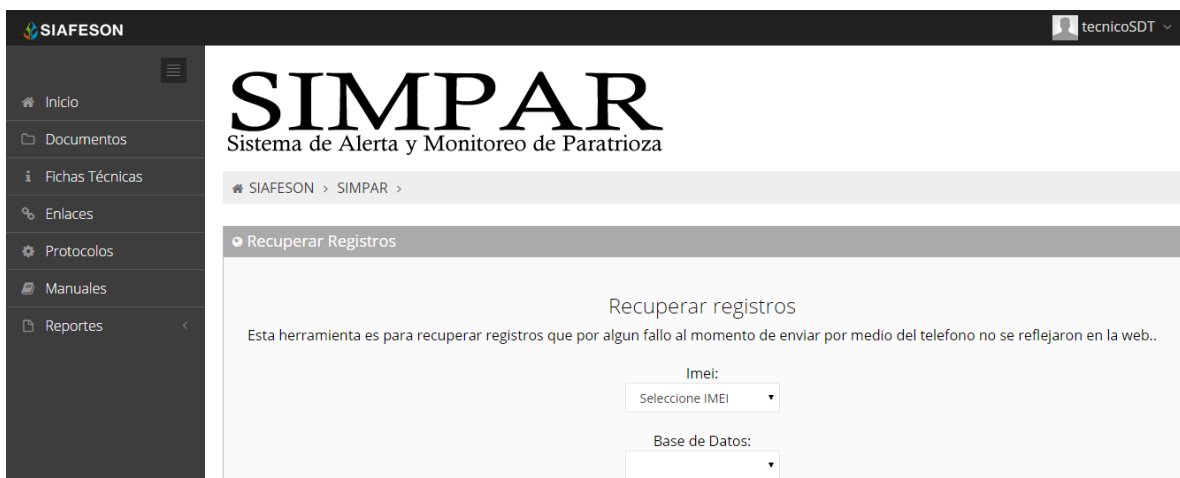 SIAFESON
tecnicoSDT
Inicio
Documentos
Fichas Técnicas
Enlaces
Protocolos
Manuales
Reportes
SIMPAR
Sistema de Alerta y Monitoreo de Paratrioza
SIAFESON > SIMPAR >
Recuperar Registros
Recuperar registros
Esta herramienta es para recuperar registros que por algun fallo al momento de enviar por medio del telefono no se reflejaron en la web..
Imei:
Seleccione IMEI
Base de Datos: